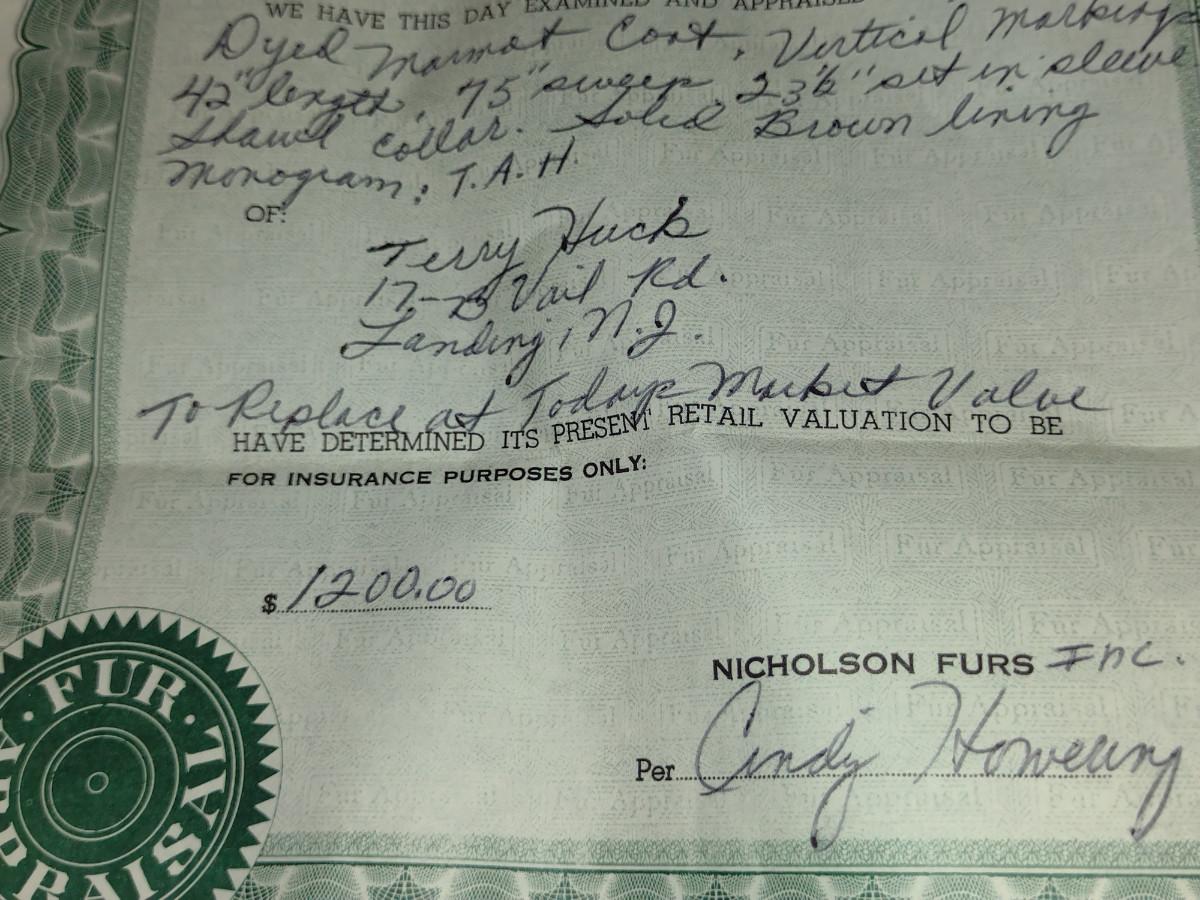 WE HAVE THIS DAY EXAMINED AND APPRAISED
Dyed Marmot Coat, Vertical Markings
42" length, 75" sweep, 23½" set in sleeve
Shawl Collar. Solid Brown lining
Monogram: T.A.H
OF:
Terry Huck
17-B Vail Rd.
Landing, N.J.
To Replace at Todays Market Value
HAVE DETERMINED ITS PRESENT RETAIL VALUATION TO BE
FOR INSURANCE PURPOSES ONLY:
$ 1200.00
NICHOLSON FURS Inc.
Per Cindy
FUR APPRAISAL